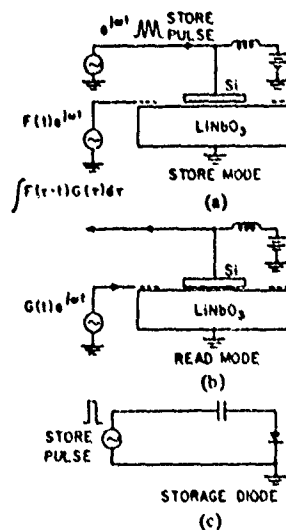 e^jωt STORE
PULSE
Si
F(t)e^jωt
LiNbO₃
STORE MODE
∫F(τ-t)G(τ)dτ
(a)
Si
G(t)e^jωt
LiNbO₃
READ MODE
(b)
STORE
PULSE
STORAGE DIODE
(c)